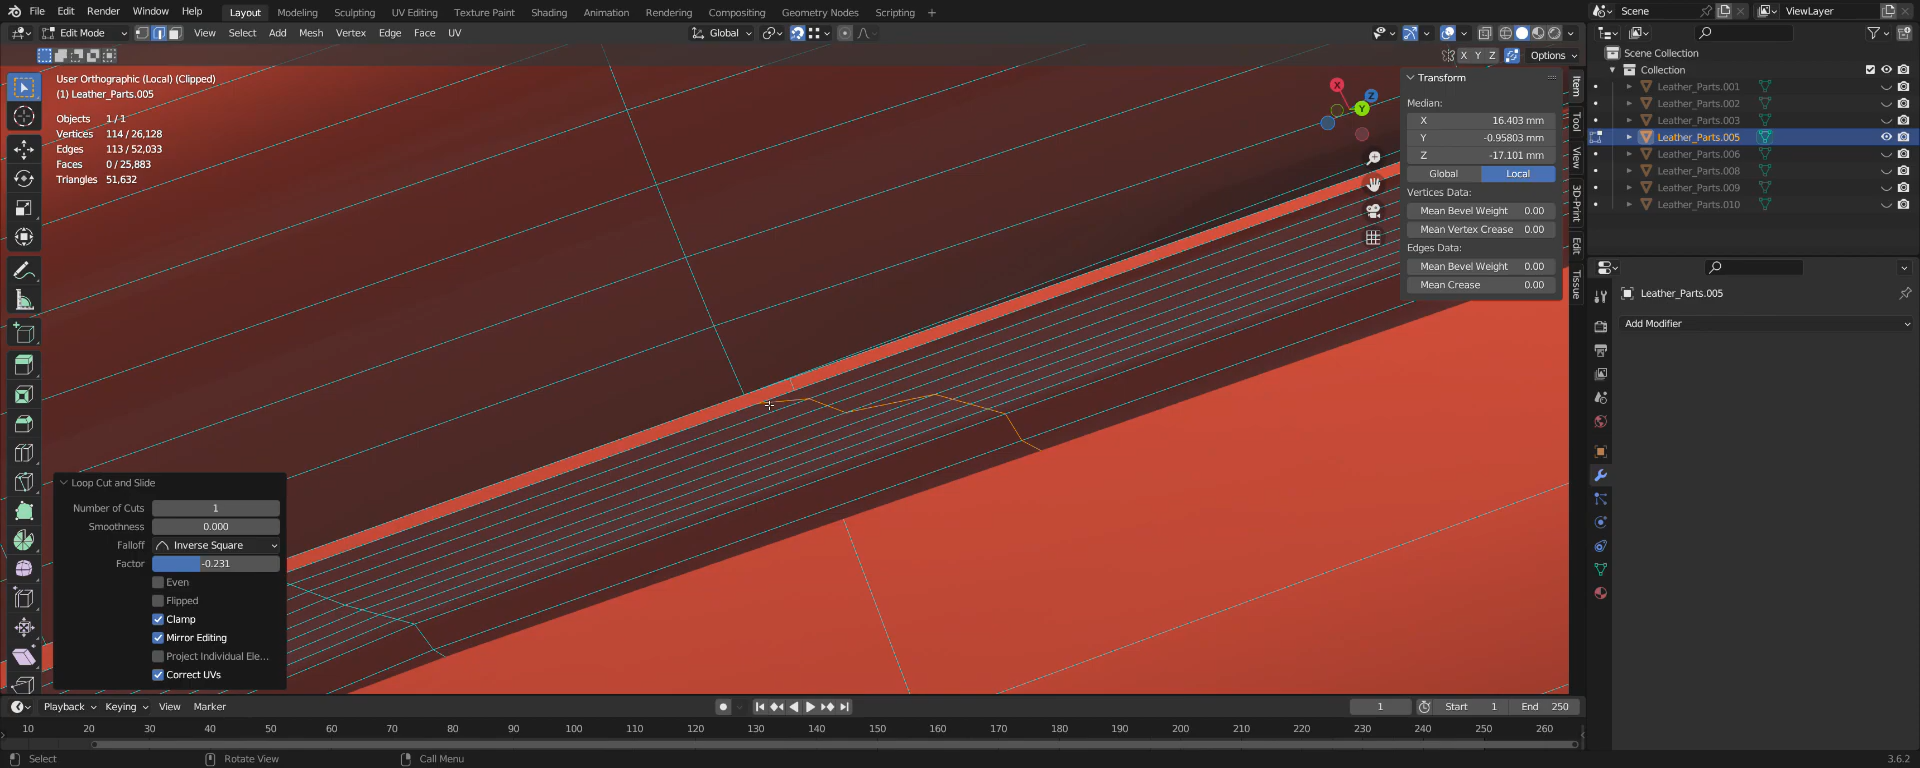 File Edit Render Window Help Layout Modeling Sculpting UV Editing Texture Paint Shading Animation Rendering Compositing Geometry Nodes Scripting + Scene ViewLayer
Edit Mode View Select Add Mesh Vertex Edge Face UV Global
X Y Z Options
User Orthographic (Local) (Clipped)
(1) Leather_Parts.005
Objects 1 / 1
Vertices 114 / 26,128
Edges 113 / 52,033
Faces 0 / 25,883
Triangles 51,632
X
Y
Z
Transform
Median:
X 16.403 mm
Y -0.95803 mm
Z -17.101 mm
Global Local
Vertices Data:
Mean Bevel Weight 0.00
Mean Vertex Crease 0.00
Edges Data:
Mean Bevel Weight 0.00
Mean Crease 0.00
Item
Tool
View
3D-Print
Edit
Tissue
Scene Collection
Collection
Leather_Parts.001
Leather_Parts.002
Leather_Parts.003
Leather_Parts.005
Leather_Parts.006
Leather_Parts.008
Leather_Parts.009
Leather_Parts.010
Leather_Parts.005
Add Modifier
Loop Cut and Slide
Number of Cuts 1
Smoothness 0.000
Falloff Inverse Square
Factor -0.231
Even
Flipped
Clamp
Mirror Editing
Project Individual Ele...
Correct UVs
Playback Keying View Marker 1 Start 1 End 250
10 20 30 40 50 60 70 80 90 100 110 120 130 140 150 160 170 180 190 200 210 220 230 240 250 260
Select Rotate View Call Menu 3.6.2